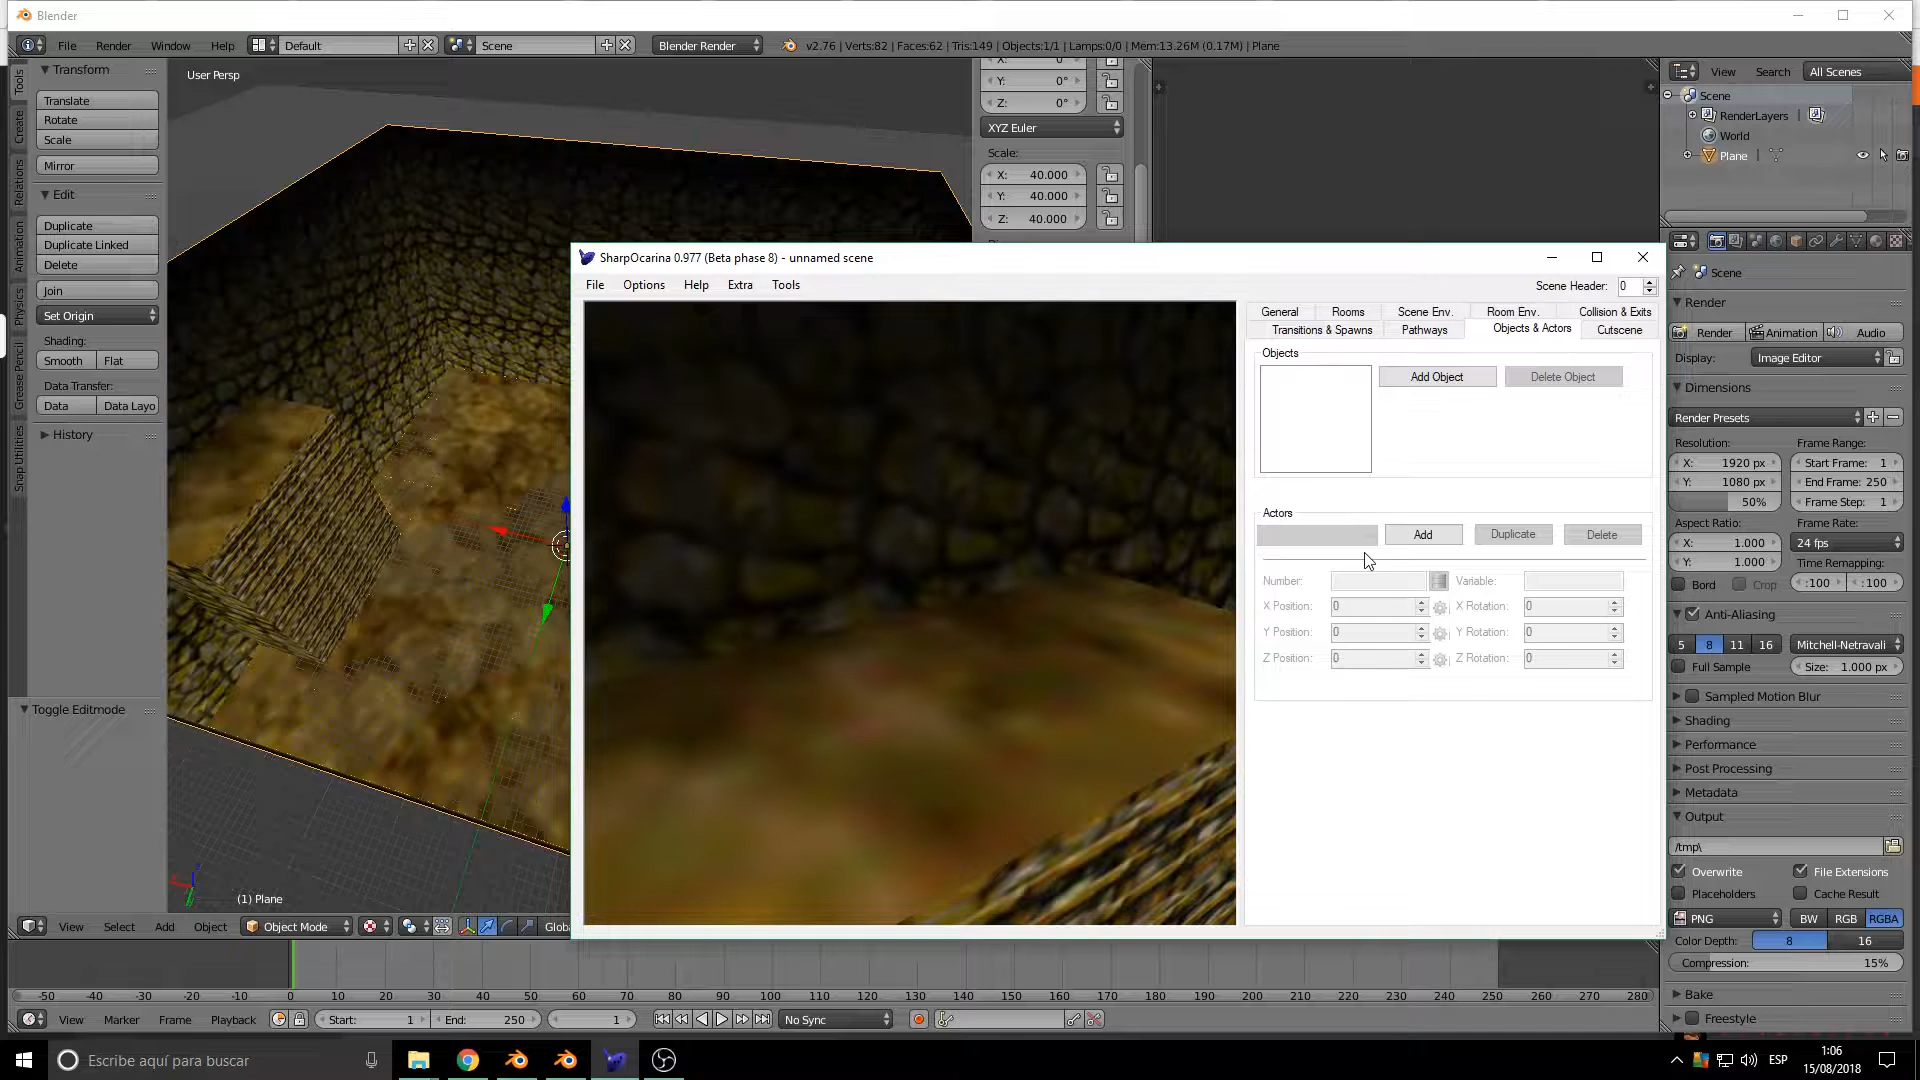 Blender
File Render Window Help Default Scene Blender Render v2.76 | Verts:82 | Faces:62 | Tris:149 | Objects:1/1 | Lamps:0/0 | Mem:13.26M (0.17M) | Plane
Tools
Create
Relations
Animation
Physics
Grease Pencil
Snap Utilities
Transform
Translate
Rotate
Scale
Mirror
Edit
Duplicate
Duplicate Linked
Delete
Join
Set Origin
Shading:
Smooth Flat
Data Transfer:
Data Data Layo
History
Toggle Editmode
User Persp
(1) Plane
X: 0°
Y: 0°
Z: 0°
XYZ Euler
Scale:
X: 40.000
Y: 40.000
Z: 40.000
SharpOcarina 0.977 (Beta phase 8) - unnamed scene
File Options Help Extra Tools
Scene Header: 0
General Rooms Scene Env. Room Env. Collision & Exits
Transitions & Spawns Pathways Objects & Actors Cutscene
Objects
Add Object Delete Object
Actors
Add Duplicate Delete
Number: Variable:
X Position: 0 X Rotation: 0
Y Position: 0 Y Rotation: 0
Z Position: 0 Z Rotation: 0
View Search All Scenes
Scene
RenderLayers
World
Plane
Scene
Render
Render Animation Audio
Display: Image Editor
Dimensions
Render Presets
Resolution: Frame Range:
X: 1920 px Start Frame: 1
Y: 1080 px End Frame: 250
50% Frame Step: 1
Aspect Ratio: Frame Rate:
X: 1.000 24 fps
Y: 1.000 Time Remapping:
Bord Crop :100 :100
Anti-Aliasing
5 8 11 16 Mitchell-Netravali
Full Sample Size: 1.000 px
Sampled Motion Blur
Shading
Performance
Post Processing
Metadata
Output
/tmp\
Overwrite File Extensions
Placeholders Cache Result
PNG BW RGB RGBA
Color Depth: 8 16
Compression: 15%
Bake
Freestyle
View Select Add Object Object Mode Globa
-50 -40 -30 -20 -10 0 10 20 30 40 50 60 70 80 90 100 110 120 130 140 150 160 170 180 190 200 210 220 230 240 250 260 270 280
View Marker Frame Playback Start: 1 End: 250 1 No Sync
Escribe aquí para buscar
ESP
1:06
15/08/2018